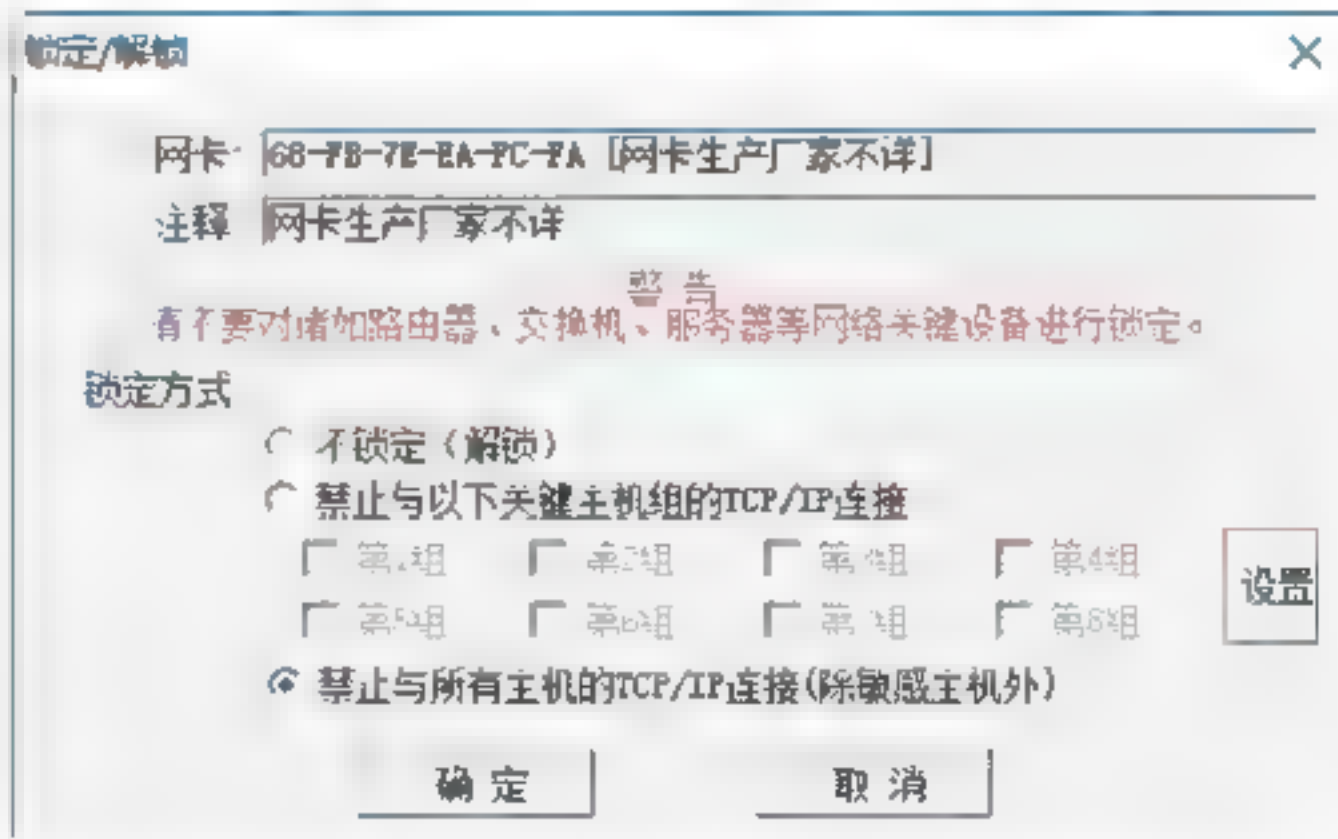 锁定/解锁
网卡: 68-FB-7E-EA-FC-FA [网卡生产厂家不详]
注释 网卡生产厂家不详
警 告
要对诸如路由器、交换机、服务器等网络关键设备进行锁定。
锁定方式
不锁定(解锁)
禁止与以下关键主机组的TCP/IP连接
第2组 第4组
设置
第5组 第6组 第8组
禁止与所有主机的TCP/IP连接(除敏感主机外)
确 定 取 消